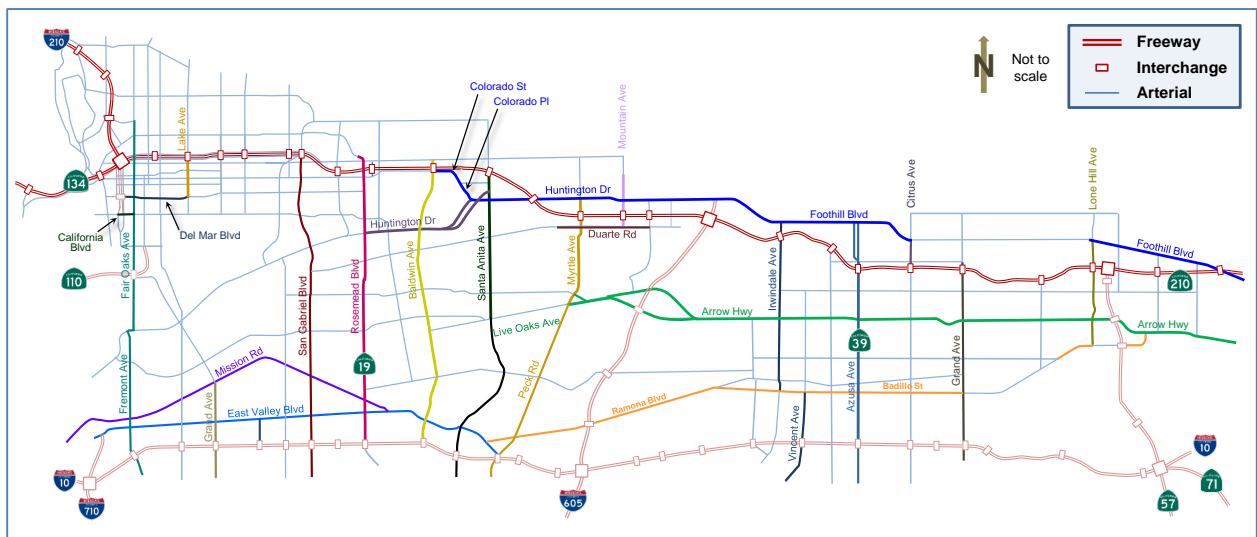 210
Freeway
Interchange
Arterial
N
Not to
scale
Colorado St
Colorado Pl
Lake Ave
Mountain Ave
Lone Hill Ave
Citrus Ave
134
Huntington Dr
Foothill Blvd
Huntington Dr
Duarte Rd
California
Blvd
Del Mar Blvd
Foothill Blvd
110
Fair Oaks Ave
San Gabriel Blvd
Rosemead Blvd
Baldwin Ave
Santa Anita Ave
Myrtle Ave
Irwindale Ave
210
Live Oaks Ave
Arrow Hwy
Arrow Hwy
39
19
Mission Rd
Fremont Ave
Peck Rd
Grand Ave
Azusa Ave
Badillo St
Ramona Blvd
East Valley Blvd
Grand Ave
Vincent Ave
10
710
605
10
71
57